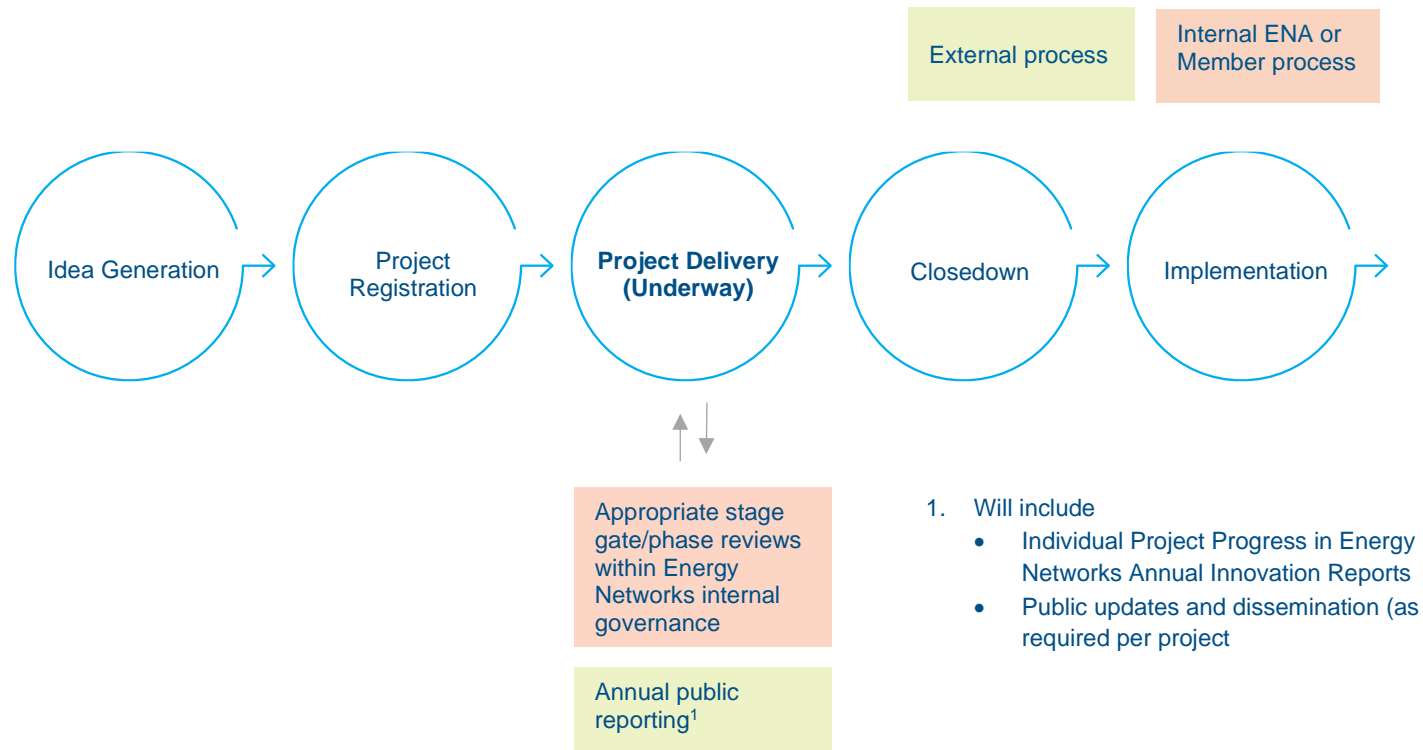 External process
Internal ENA or
Member process
Idea Generation
Project
Registration
Project Delivery
(Underway)
Closedown
Implementation
Appropriate stage
gate/phase reviews
within Energy
Networks internal
governance
Annual public
reporting1
1. Will include
• Individual Project Progress in Energy
Networks Annual Innovation Reports
• Public updates and dissemination (as
required per project